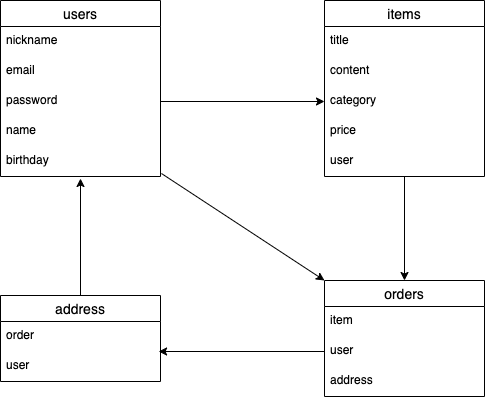 users
nickname
email
password
name
birthday
items
title
content
category
price
user
address
order
user
orders
item
user
address